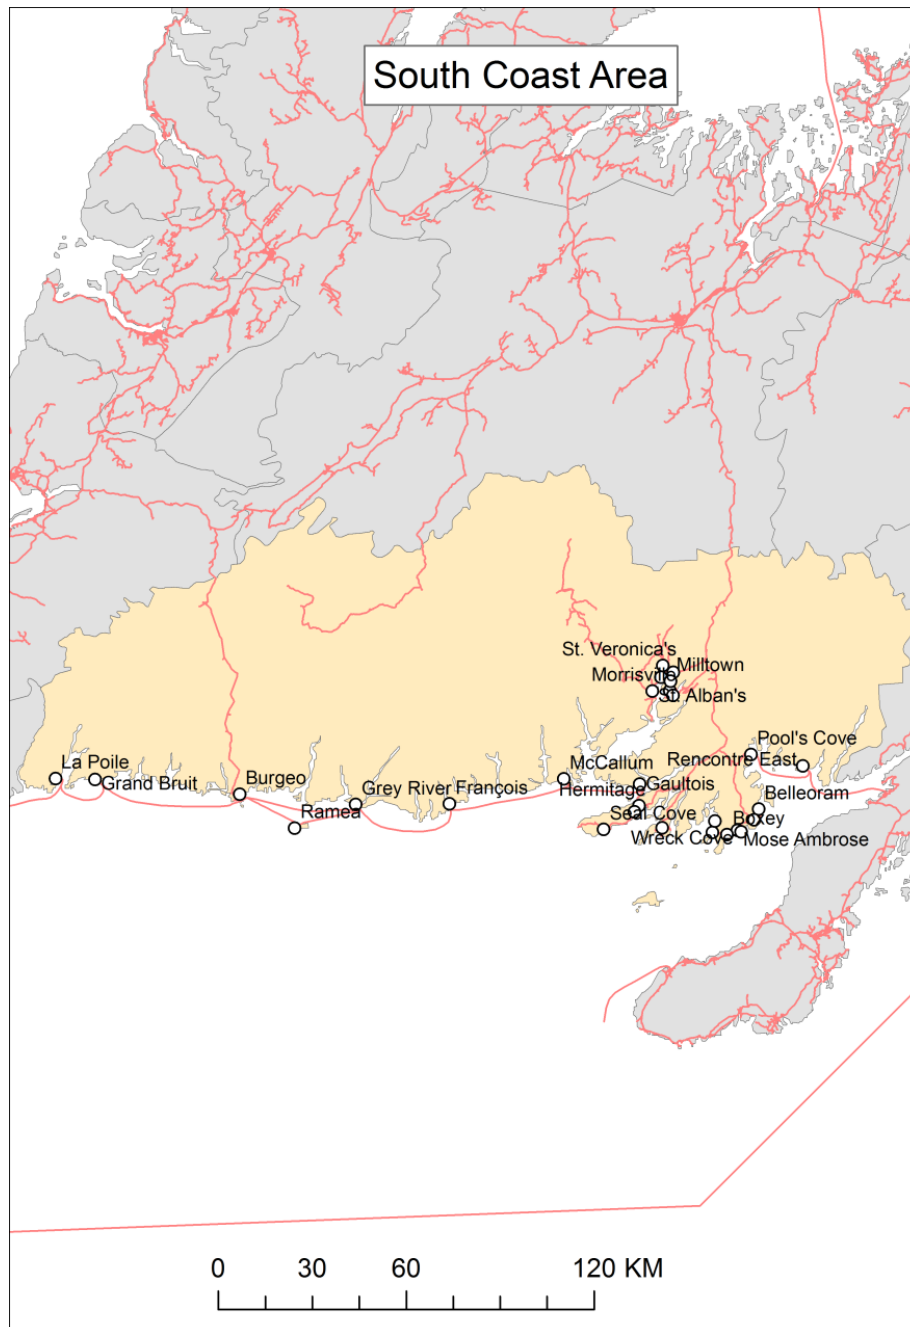 South Coast Area
St. Veronica's
Milltown
Morrisville
St. Alban's
Pool's Cove
La Poile
McCallum
Rencontre East
Grand Bruit
Burgeo
Grey River
François
Hermitage
Gaultois
Belleoram
Ramea
Seal Cove
Boxey
Wreck Cove
Mose Ambrose
0 30 60 120 KM